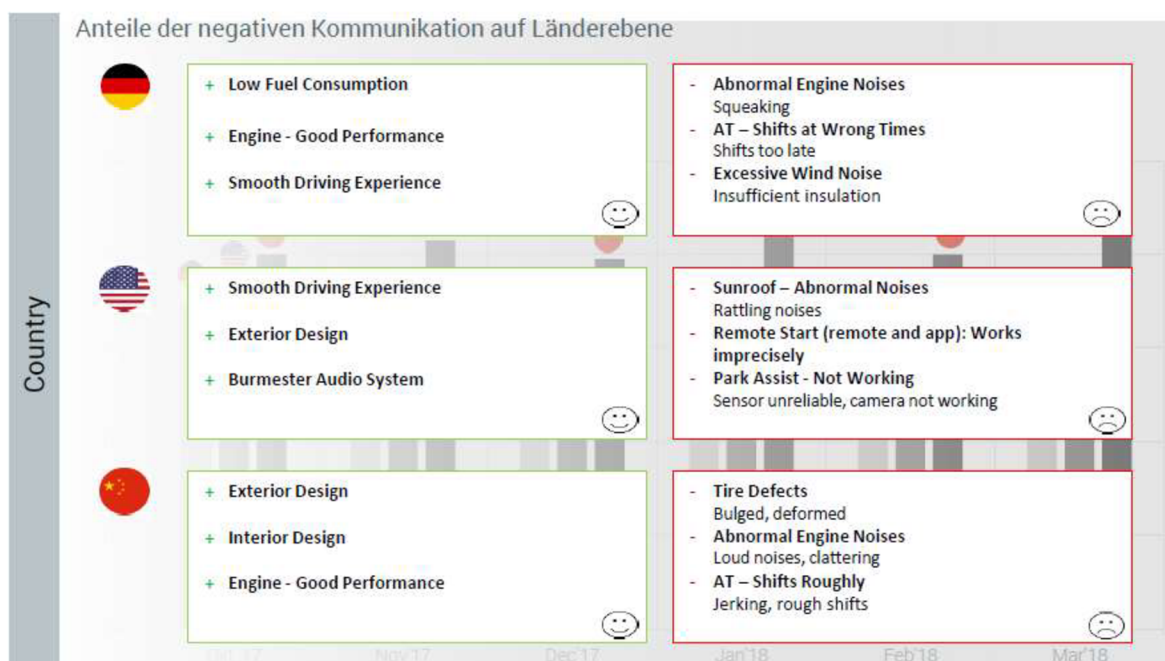 Anteile der negativen Kommunikation auf Länderebene
Country
+ Low Fuel Consumption
+ Engine - Good Performance
+ Smooth Driving Experience
- Abnormal Engine Noises
Squeaking
- AT – Shifts at Wrong Times
Shifts too late
- Excessive Wind Noise
Insufficient insulation
+ Smooth Driving Experience
+ Exterior Design
+ Burmester Audio System
- Sunroof – Abnormal Noises
Rattling noises
- Remote Start (remote and app): Works
imprecisely
- Park Assist - Not Working
Sensor unreliable, camera not working
+ Exterior Design
+ Interior Design
+ Engine - Good Performance
- Tire Defects
Bulged, deformed
- Abnormal Engine Noises
Loud noises, clattering
- AT – Shifts Roughly
Jerking, rough shifts
Nov'17
Dec'17
Jan'18
Feb'18
Mar'18